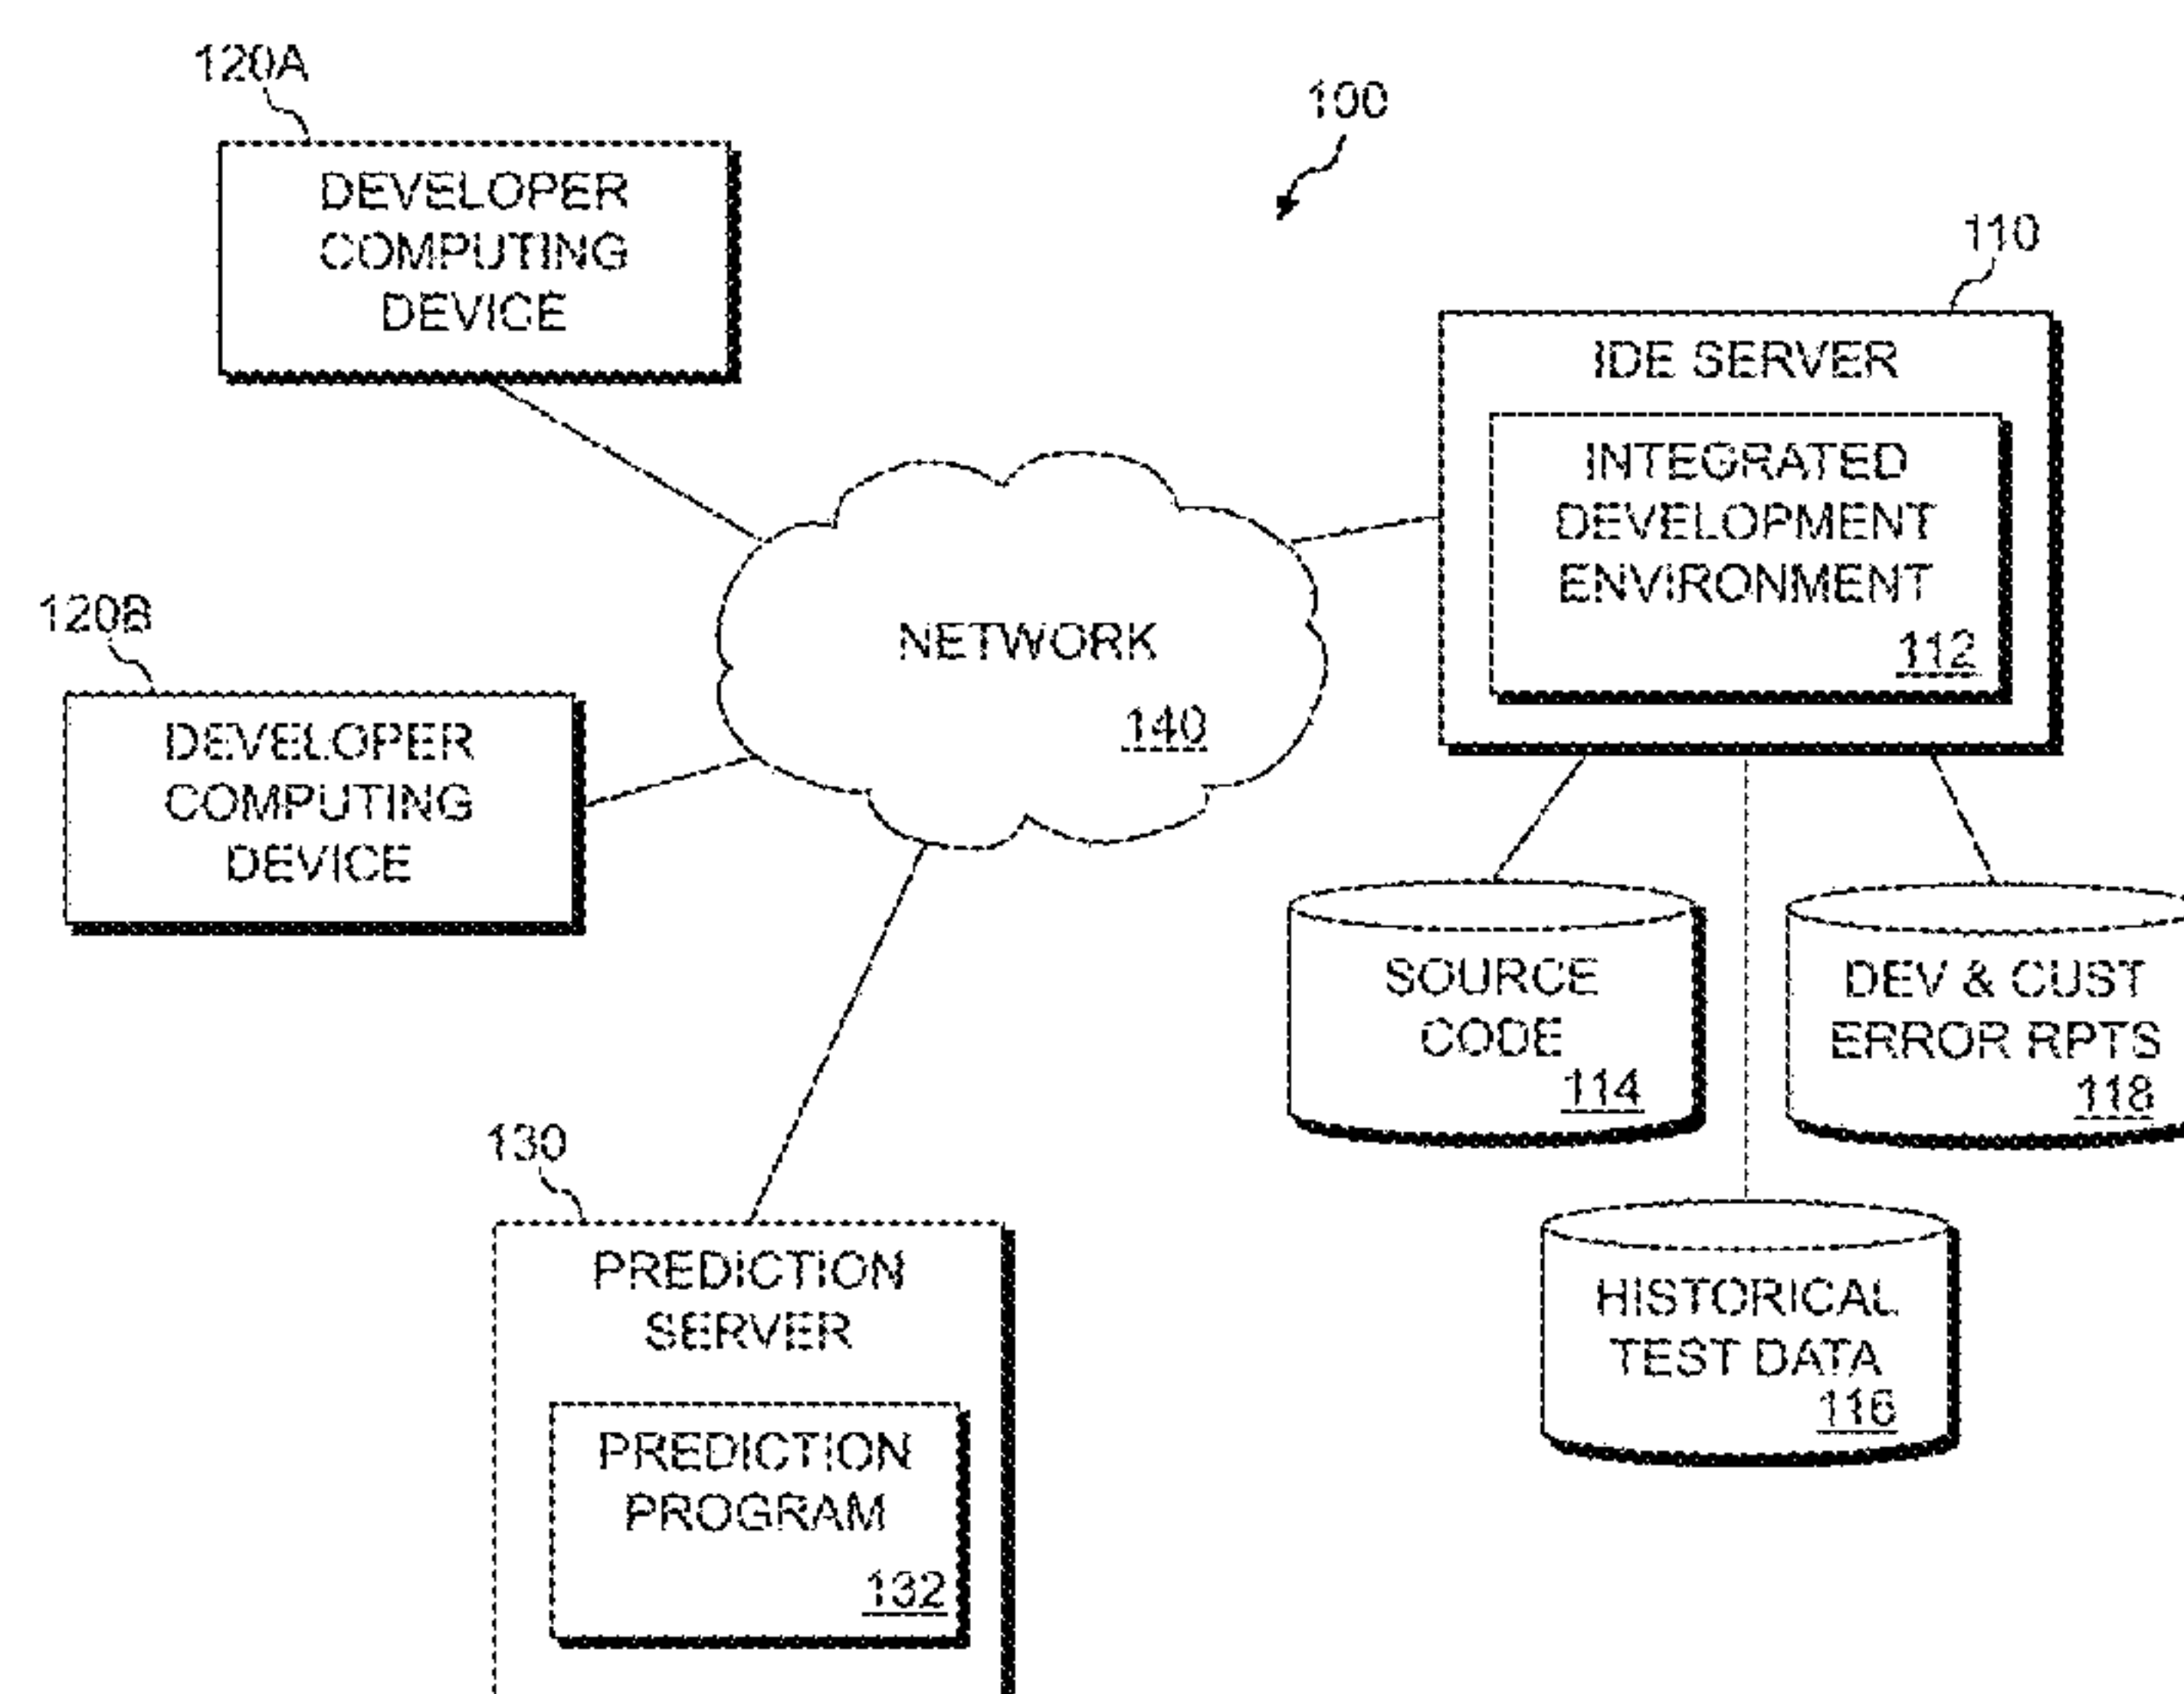 120A
DEVELOPER
COMPUTING
DEVICE
100
110
IDE SERVER
INTEGRATED
DEVELOPMENT
ENVIRONMENT
112
NETWORK
140
120B
DEVELOPER
COMPUTING
DEVICE
SOURCE
CODE
114
DEV & CUST
ERROR RPTS
118
HISTORICAL
TEST DATA
116
130
PREDICTION
SERVER
PREDICTION
PROGRAM
132